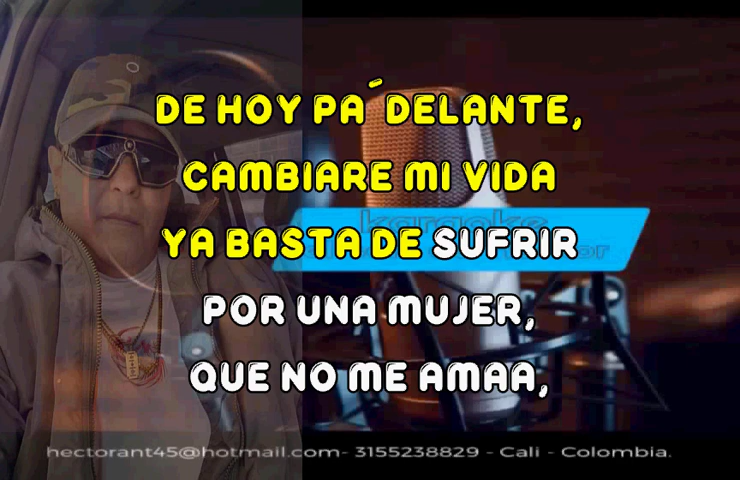 DE HOY PA´DELANTE,
CAMBIARE MI VIDA
YA BASTA DE SUFRIR
karaoke
POR UNA MUJER,
QUE NO ME AMAA,
hectorant45@hotmail.com- 3155238829 - Cali - Colombia.